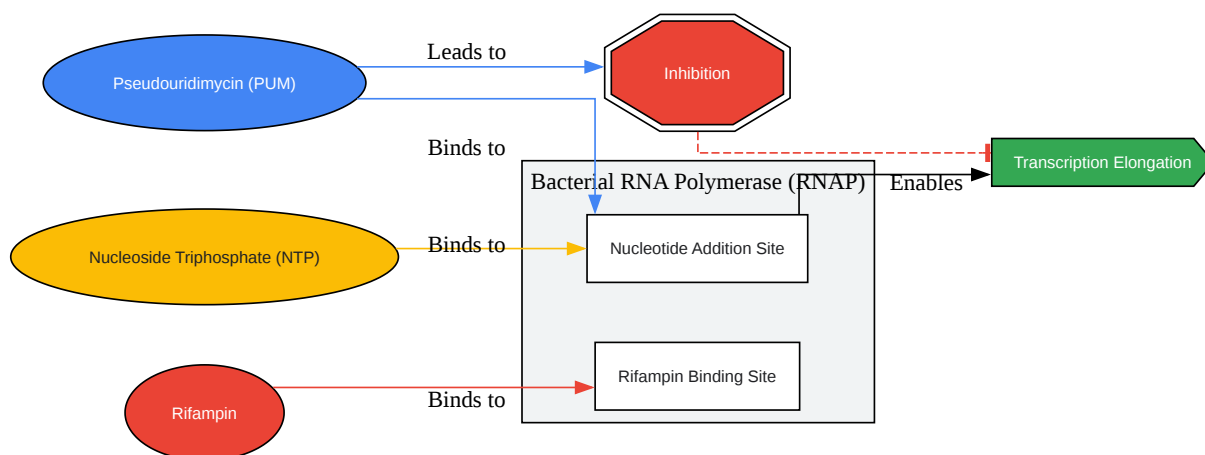 Leads to
Pseudouridimycin (PUM)
Inhibition
Binds to
Transcription Elongation
Bacterial RNA Polymerase (RNAP)
Enables
Nucleoside Triphosphate (NTP)
Binds to
Nucleotide Addition Site
Rifampin Binding Site
Binds to
Rifampin